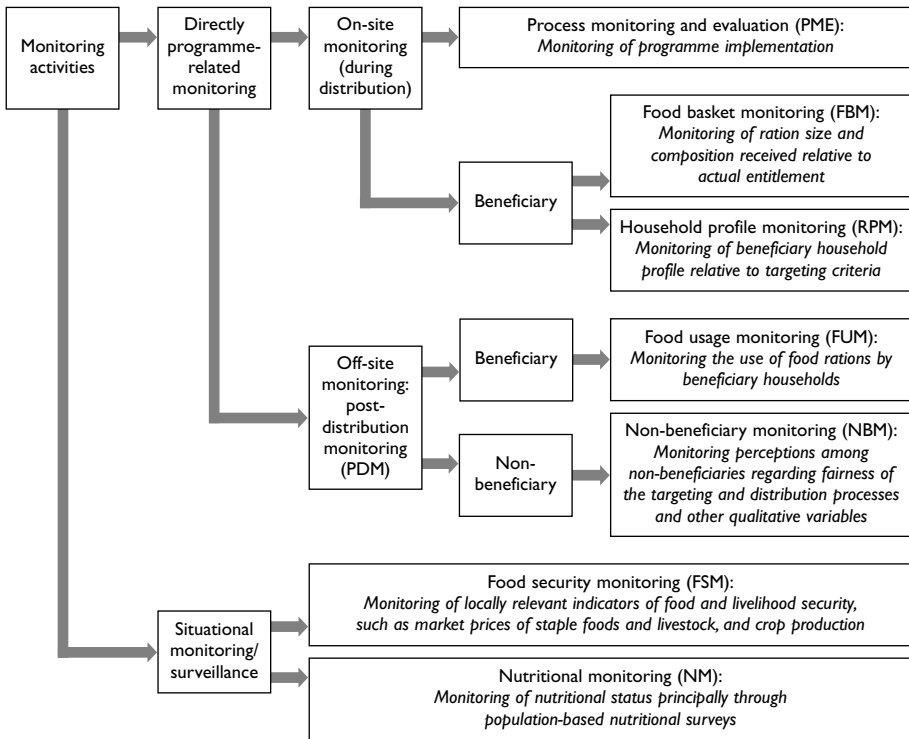 Monitoring
activities
Directly
programme-
related
monitoring
On-site
monitoring
(during
distribution)
Process monitoring and evaluation (PME):
Monitoring of programme implementation
Beneficiary
Food basket monitoring (FBM):
Monitoring of ration size and
composition received relative to
actual entitlement
Household profile monitoring (RPM):
Monitoring of beneficiary household
profile relative to targeting criteria
Off-site
monitoring:
post-
distribution
monitoring
(PDM)
Beneficiary
Food usage monitoring (FUM):
Monitoring the use of food rations by
beneficiary households
Non-
beneficiary
Non-beneficiary monitoring (NBM):
Monitoring perceptions among
non-beneficiaries regarding fairness of
the targeting and distribution processes
and other qualitative variables
Situational
monitoring/
surveillance
Food security monitoring (FSM):
Monitoring of locally relevant indicators of food and livelihood security,
such as market prices of staple foods and livestock, and crop production
Nutritional monitoring (NM):
Monitoring of nutritional status principally through
population-based nutritional surveys